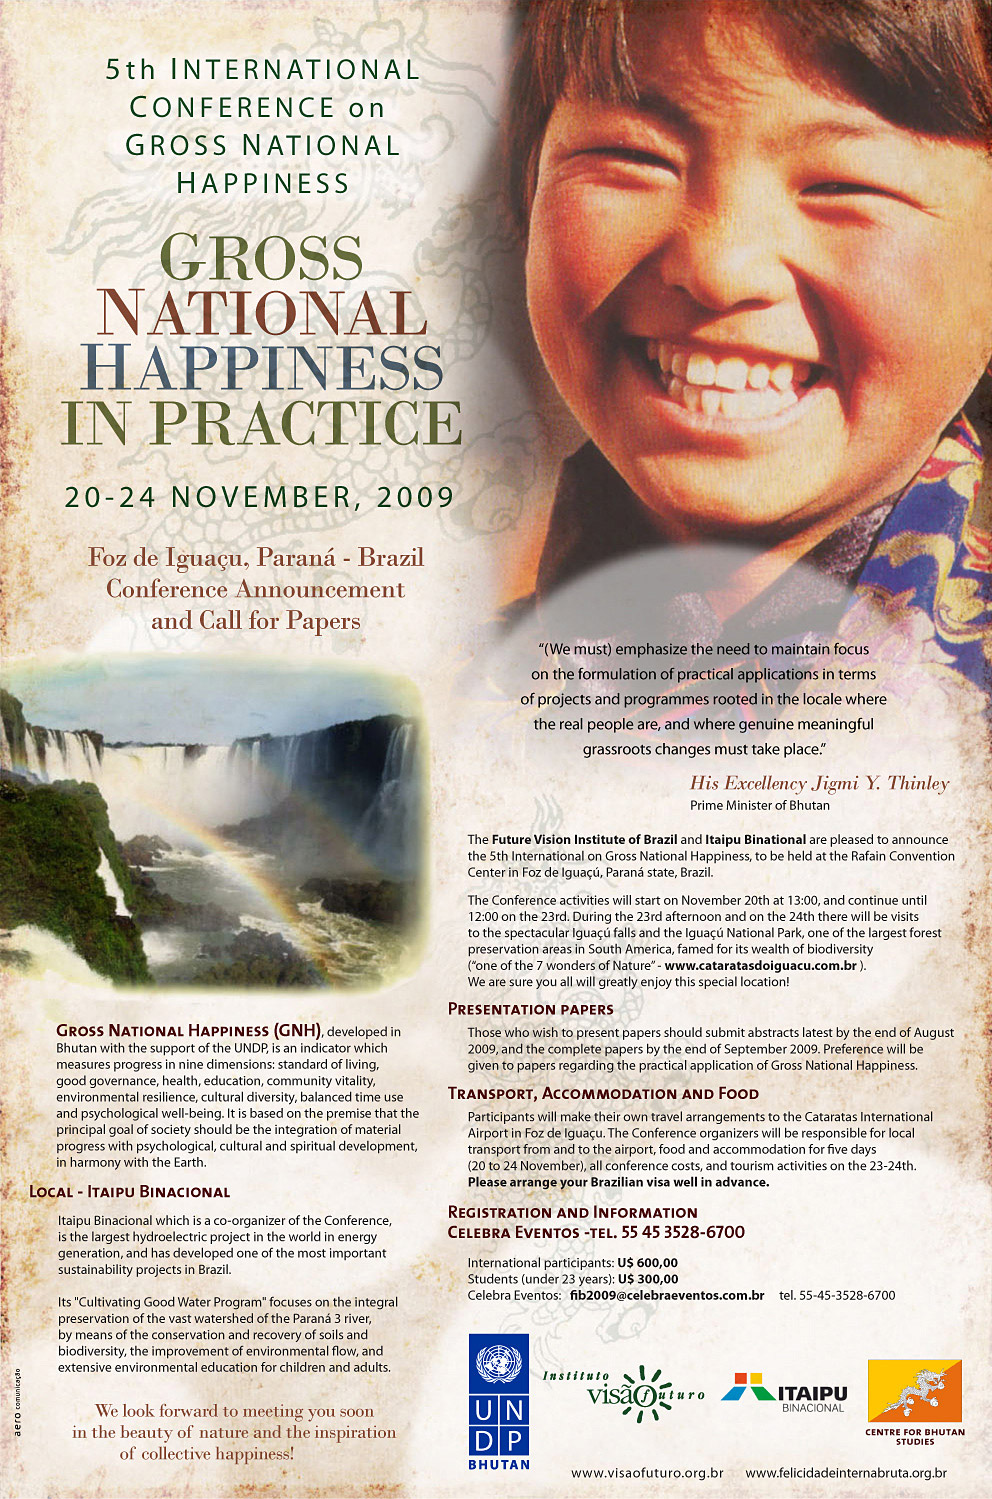 5th INTERNATIONAL
CONFERENCE on
GROSS NATIONAL
HAPPINESS
GROSS
NATIONAL
HAPPINESS
IN PRACTICE
20-24 NOVEMBER, 2009
Foz de Iguaçu, Paraná - Brazil
Conference Announcement
and Call for Papers
"(We must) emphasize the need to maintain focus
on the formulation of practical applications in terms
of projects and programmes rooted in the locale where
the real people are, and where genuine meaningful
grassroots changes must take place."
His Excellency Jigmi Y. Thinley
Prime Minister of Bhutan
The Future Vision Institute of Brazil and Itaipu Binational are pleased to announce
the 5th International on Gross National Happiness, to be held at the Rafain Convention
Center in Foz de Iguaçú, Paraná state, Brazil.
The Conference activities will start on November 20th at 13:00, and continue until
12:00 on the 23rd. During the 23rd afternoon and on the 24th there will be visits
to the spectacular Iguaçú falls and the Iguaçú National Park, one of the largest forest
preservation areas in South America, famed for its wealth of biodiversity
("one of the 7 wonders of Nature" - www.cataratasdoiguacu.com.br ).
We are sure you all will greatly enjoy this special location!
PRESENTATION PAPERS
Those who wish to present papers should submit abstracts latest by the end of August
2009, and the complete papers by the end of September 2009. Preference will be
given to papers regarding the practical application of Gross National Happiness.
TRANSPORT, ACCOMMODATION AND FOOD
Participants will make their own travel arrangements to the Cataratas International
Airport in Foz de Iguaçu. The Conference organizers will be responsible for local
transport from and to the airport, food and accommodation for five days
(20 to 24 November), all conference costs, and tourism activities on the 23-24th.
Please arrange your Brazilian visa well in advance.
REGISTRATION AND INFORMATION
CELEBRA EVENTOS -TEL. 55 45 3528-6700
International participants: U$ 600,00
Students (under 23 years): U$ 300,00
Celebra Eventos: fib2009@celebraeventos.com.br tel. 55-45-3528-6700
GROSS NATIONAL HAPPINESS (GNH), developed in
Bhutan with the support of the UNDP, is an indicator which
measures progress in nine dimensions: standard of living,
good governance, health, education, community vitality,
environmental resilience, cultural diversity, balanced time use
and psychological well-being. It is based on the premise that the
principal goal of society should be the integration of material
progress with psychological, cultural and spiritual development,
in harmony with the Earth.
LOCAL - ITAIPU BINACIONAL
Itaipu Binacional which is a co-organizer of the Conference,
is the largest hydroelectric project in the world in energy
generation, and has developed one of the most important
sustainability projects in Brazil.
Its "Cultivating Good Water Program" focuses on the integral
preservation of the vast watershed of the Paraná 3 river,
by means of the conservation and recovery of soils and
biodiversity, the improvement of environmental flow, and
extensive environmental education for children and adults.
We look forward to meeting you soon
in the beauty of nature and the inspiration
of collective happiness!
aero comunicação
U N
D P
BHUTAN
Instituto
visão futuro
ITAIPU
BINACIONAL
CENTRE FOR BHUTAN
STUDIES
www.visaofuturo.org.br www.felicidadeinternabruta.org.br